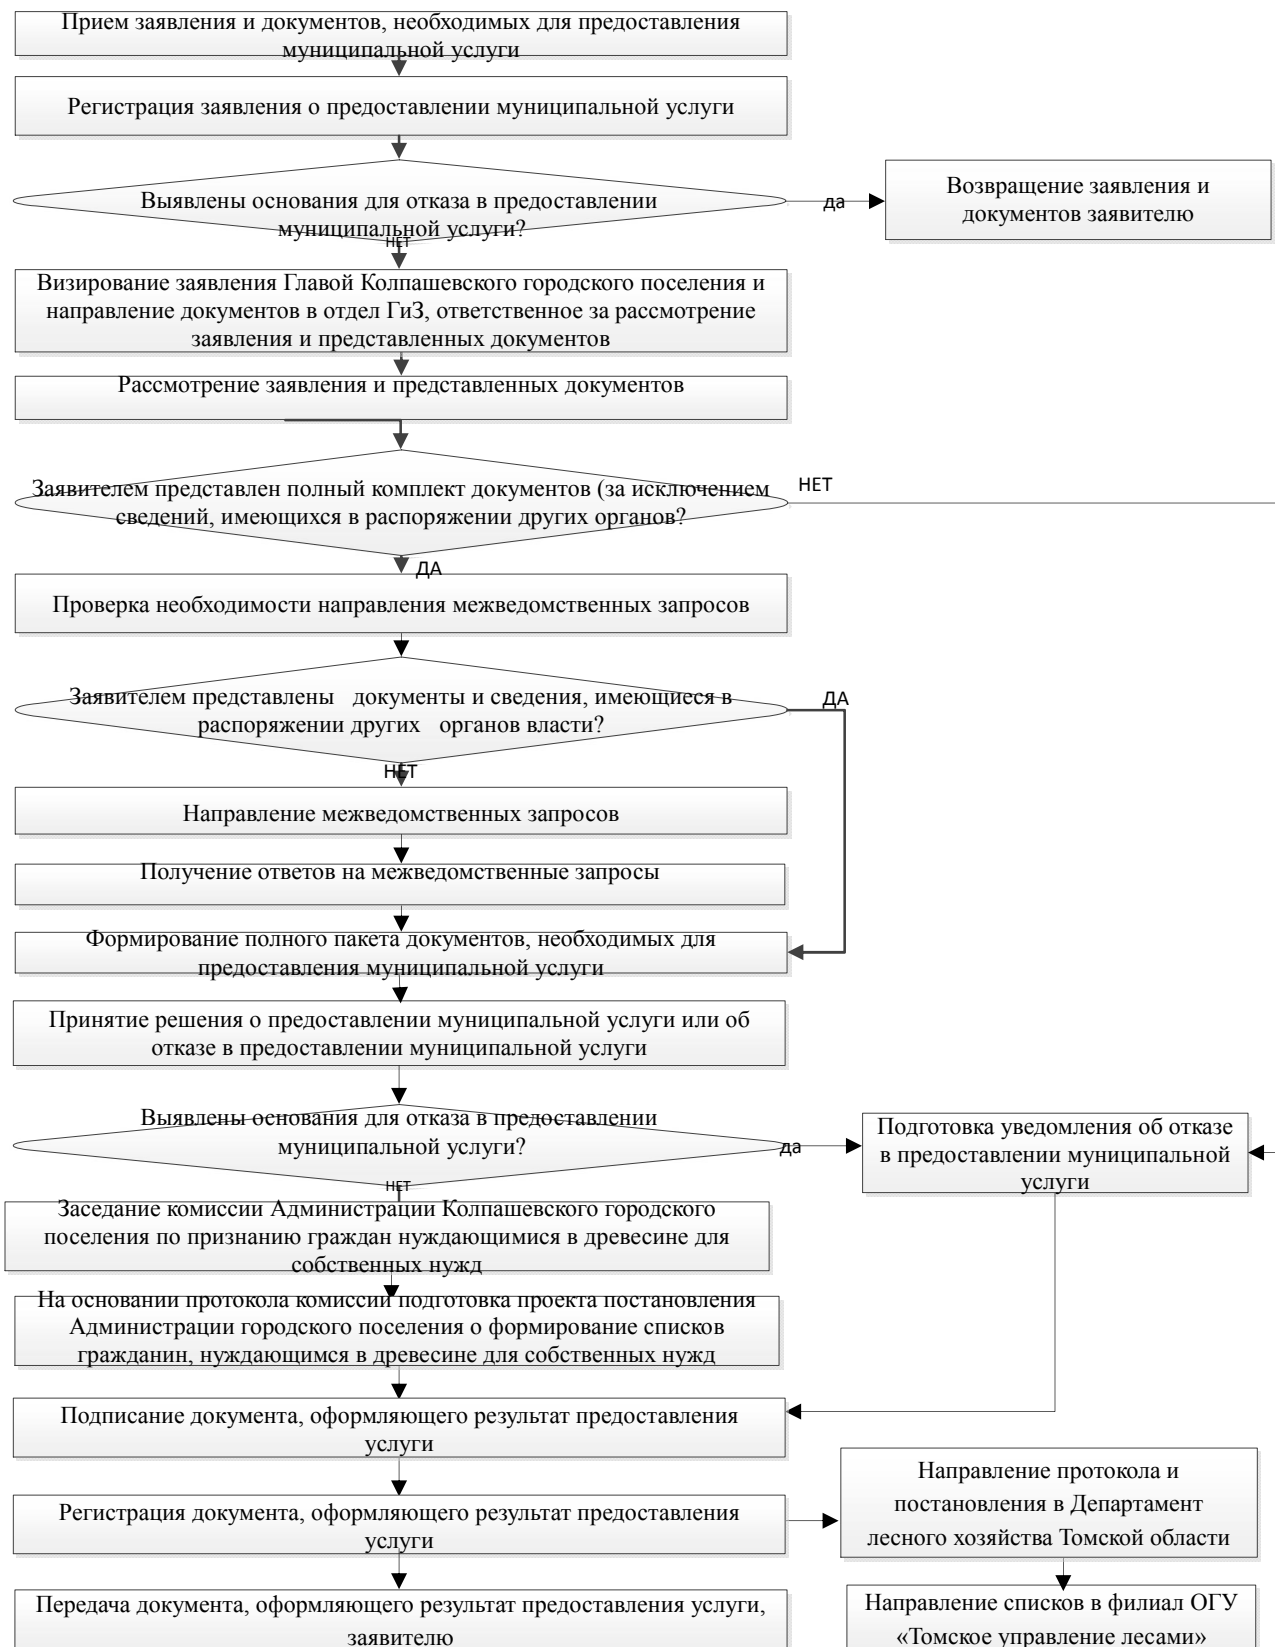 Прием заявления и документов, необходимых для предоставления
муниципальной услуги
Регистрация заявления о предоставлении муниципальной услуги
Выявлены основания для отказа в предоставлении
муниципальной услуги?
да
Возвращение заявления и
документов заявителю
НЕТ
Визирование заявления Главой Колпашевского городского поселения и
направление документов в отдел ГиЗ, ответственное за рассмотрение
заявления и представленных документов
Рассмотрение заявления и представленных документов
Заявителем представлен полный комплект документов (за исключением
сведений, имеющихся в распоряжении других органов?
НЕТ
ДА
Проверка необходимости направления межведомственных запросов
Заявителем представлены документы и сведения, имеющиеся в
распоряжении других органов власти?
ДА
НЕТ
Направление межведомственных запросов
Получение ответов на межведомственные запросы
Формирование полного пакета документов, необходимых для
предоставления муниципальной услуги
Принятие решения о предоставлении муниципальной услуги или об
отказе в предоставлении муниципальной услуги
Выявлены основания для отказа в предоставлении
муниципальной услуги?
да
Подготовка уведомления об отказе
в предоставлении муниципальной
услуги
НЕТ
Заседание комиссии Администрации Колпашевского городского
поселения по признанию граждан нуждающимися в древесине для
собственных нужд
На основании протокола комиссии подготовка проекта постановления
Администрации городского поселения о формирование списков
гражданин, нуждающимся в древесине для собственных нужд
Подписание документа, оформляющего результат предоставления
услуги
Регистрация документа, оформляющего результат предоставления
услуги
Направление протокола и
постановления в Департамент
лесного хозяйства Томской области
Передача документа, оформляющего результат предоставления услуги,
заявителю
Направление списков в филиал ОГУ
«Томское управление лесами»